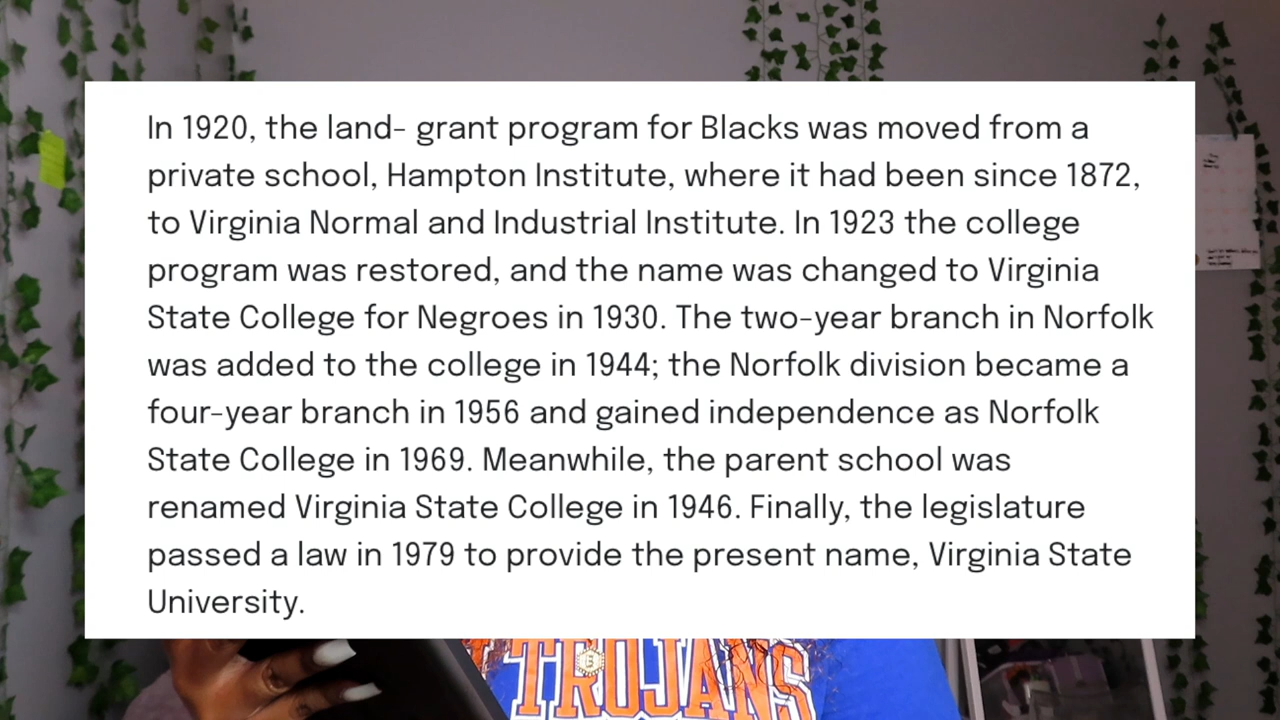 In 1920, the land- grant program for Blacks was moved from a
private school, Hampton Institute, where it had been since 1872,
to Virginia Normal and Industrial Institute. In 1923 the college
program was restored, and the name was changed to Virginia
State College for Negroes in 1930. The two-year branch in Norfolk
was added to the college in 1944; the Norfolk division became a
four-year branch in 1956 and gained independence as Norfolk
State College in 1969. Meanwhile, the parent school was
renamed Virginia State College in 1946. Finally, the legislature
passed a law in 1979 to provide the present name, Virginia State
University.
TROJANS